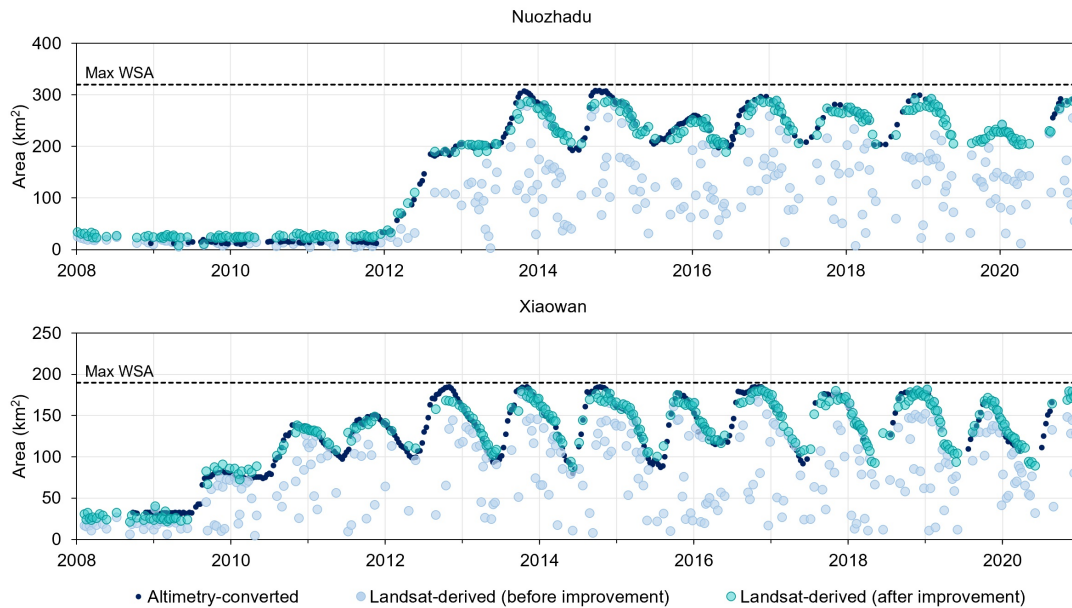 Nuozhadu
400
300
200
100
0
Area (km²)
Max WSA
2008 2010 2012 2014 2016 2018 2020
Xiaowan
250
200
150
100
50
0
Area (km²)
Max WSA
2008 2010 2012 2014 2016 2018 2020
Altimetry-converted Landsat-derived (before improvement) Landsat-derived (after improvement)